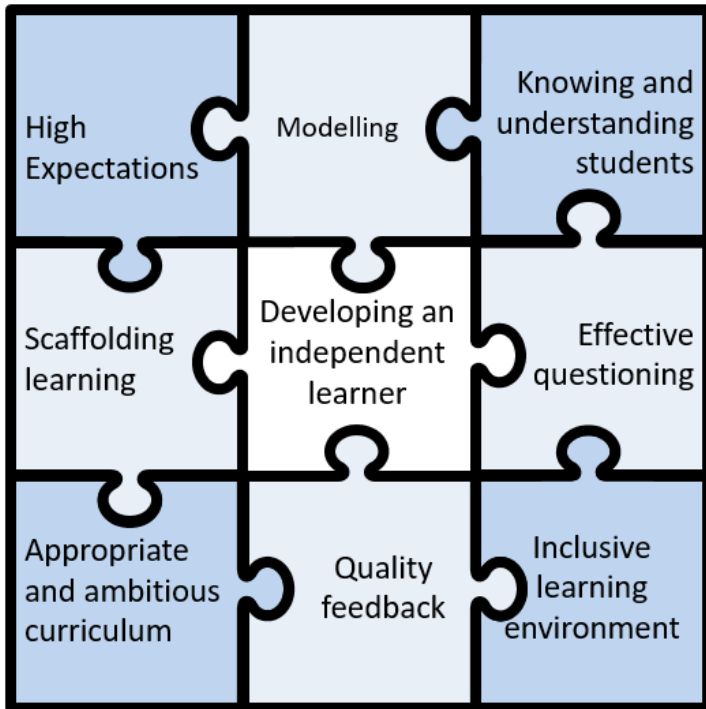 High
Expectations
Modelling
Knowing and
understanding
students
Scaffolding
learning
Developing an
independent
learner
Effective
questioning
Appropriate
and ambitious
curriculum
Quality
feedback
Inclusive
learning
environment